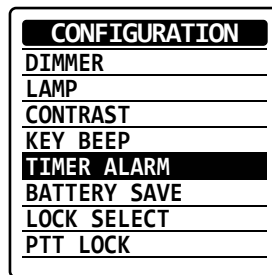 CONFIGURATION
DIMMER
LAMP
CONTRAST
KEY BEEP
TIMER ALARM
BATTERY SAVE
LOCK SELECT
PTT LOCK